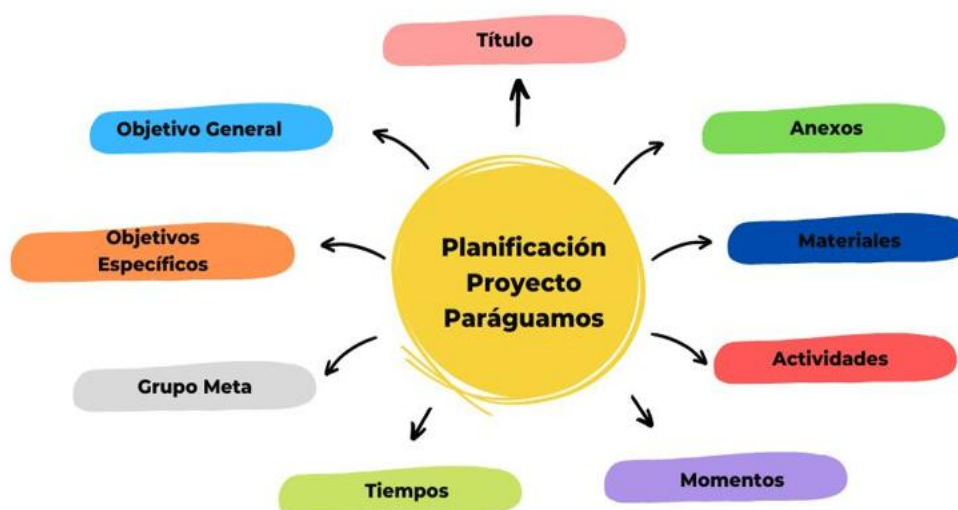 Título
Objetivo General
Anexos
Objetivos
Específicos
Materiales
Planificación
Proyecto
Paráguamos
Grupo Meta
Actividades
Tiempos
Momentos